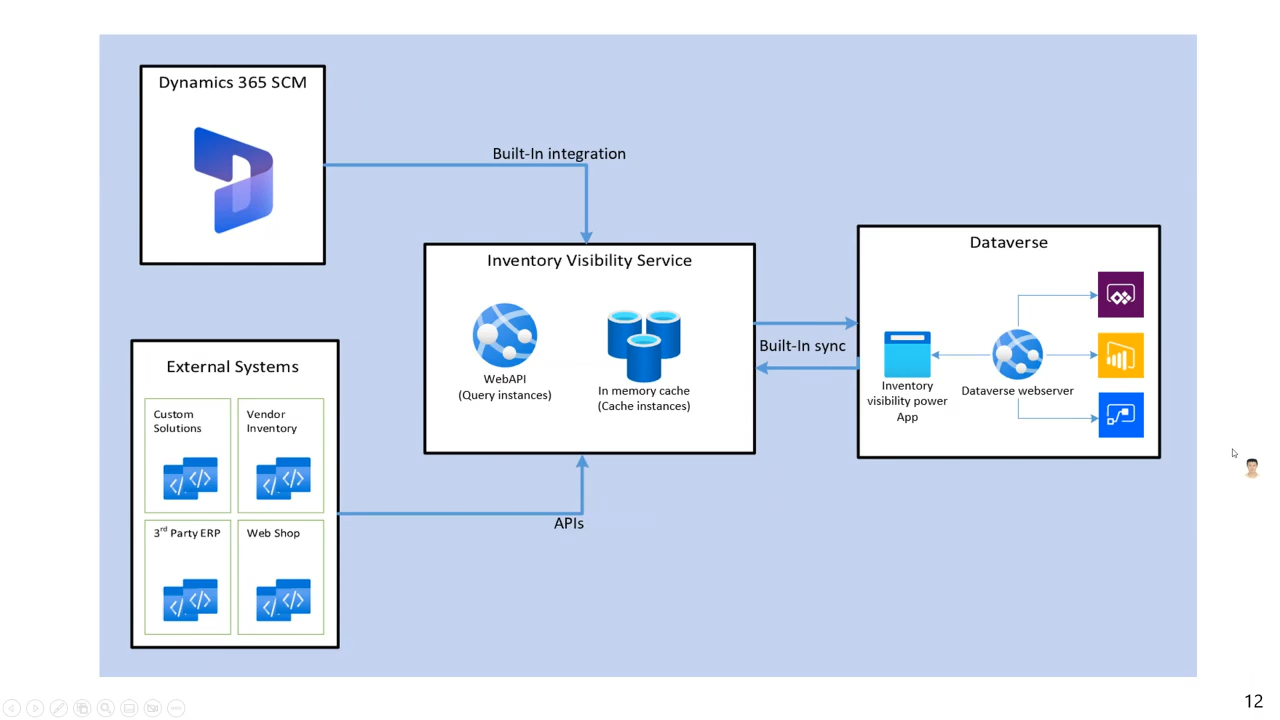 Dynamics 365 SCM
Built-In integration
Inventory Visibility Service
WebAPI
(Query instances)
In memory cache
(Cache instances)
Built-In sync
Dataverse
Inventory
visibility power
App
Dataverse webserver
External Systems
Custom
Solutions
Vendor
Inventory
3rd Party ERP
Web Shop
APIs
12